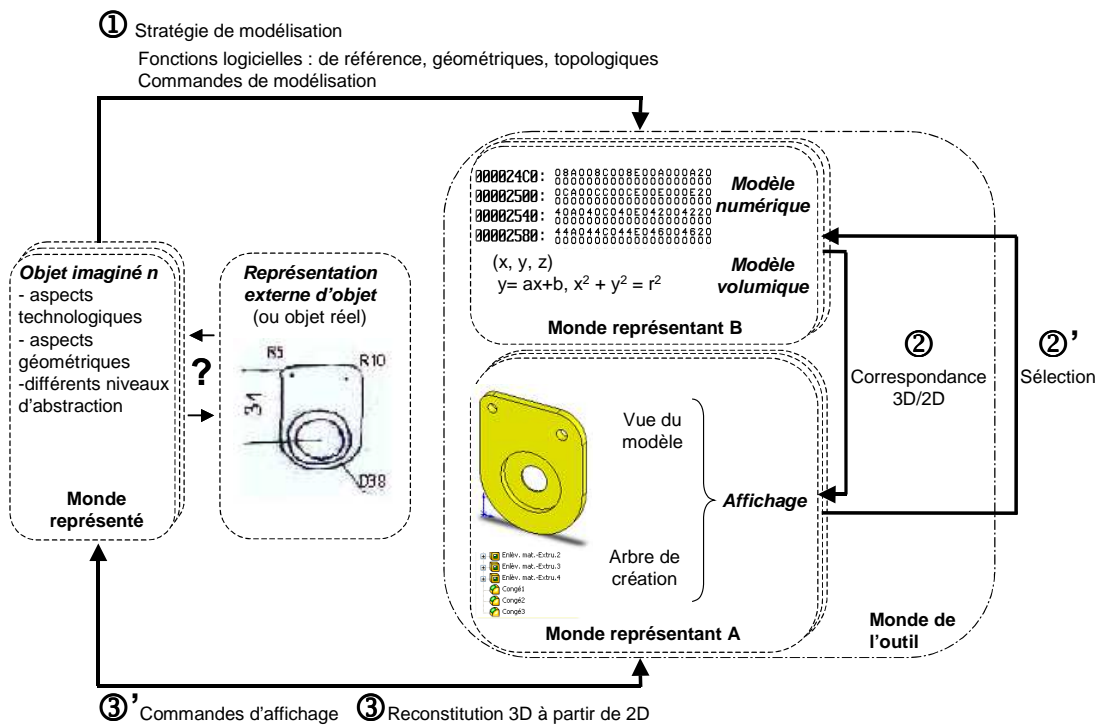 ① Stratégie de modélisation
Fonctions logicielles : de référence, géométriques, topologiques
Commandes de modélisation
Objet imaginé n
- aspects
technologiques
- aspects
géométriques
-différents niveaux
d'abstraction
Monde
représenté
?
Représentation
externe d'objet
(ou objet réel)
R5
R10
31
D38
000024C0: 08A008C008E00A000A20
00000000000000000000
00002500: 0CA00CC00CE00E000E20
00000000000000000000
00002540: 40A040C040E042004220
00000000000000000000
00002580: 44A044C044E046004620
00000000000000000000
Modèle
numérique
(x, y, z)
y= ax+b, x² + y² = r²
Modèle
volumique
Monde représentant B
②
Correspondance
3D/2D
②’
Sélection
Vue du
modèle
Affichage
Arbre de
création
Enlèv. mat.-Extru.2
Enlèv. mat.-Extru.3
Enlèv. mat.-Extru.4
Congé1
Congé2
Congé3
Monde représentant A
Monde de
l'outil
③’ Commandes d'affichage
③ Reconstitution 3D à partir de 2D